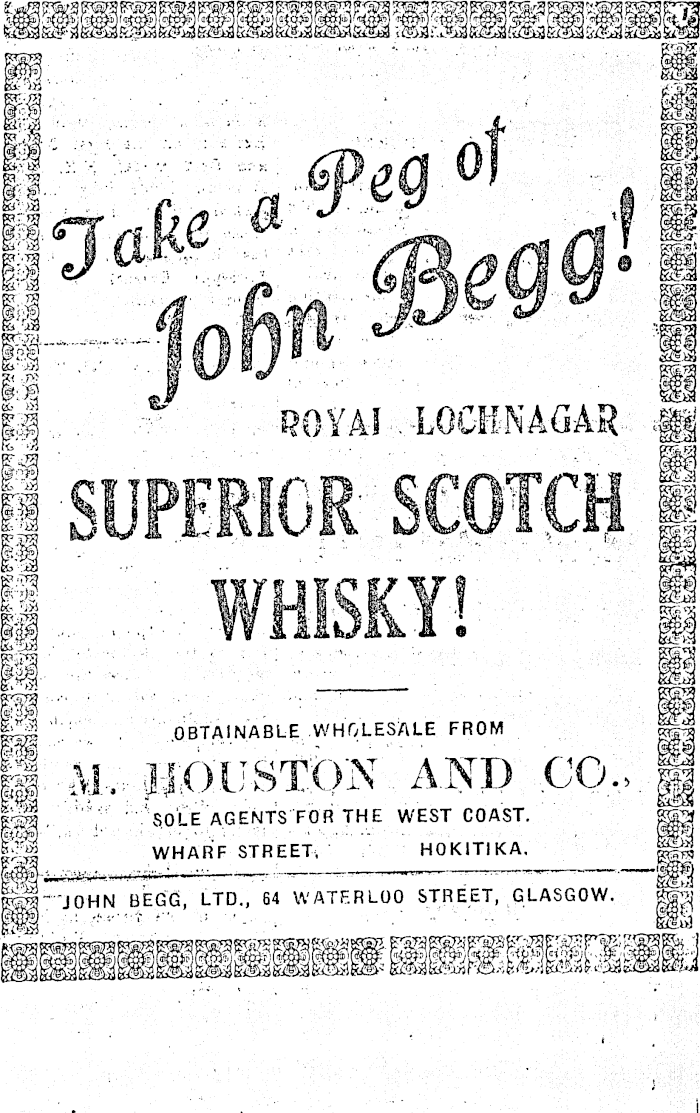 Take a Peg of
John Begg!
ROYAL LOCHNAGAR
SUPERIOR SCOTCH
WHISKY!
OBTAINABLE WHOLESALE FROM
M. HOUSTON AND CO.,
SOLE AGENTS FOR THE WEST COAST.
WHARF STREET, HOKITIKA.
JOHN BEGG, LTD., 64 WATERLOO STREET, GLASGOW.